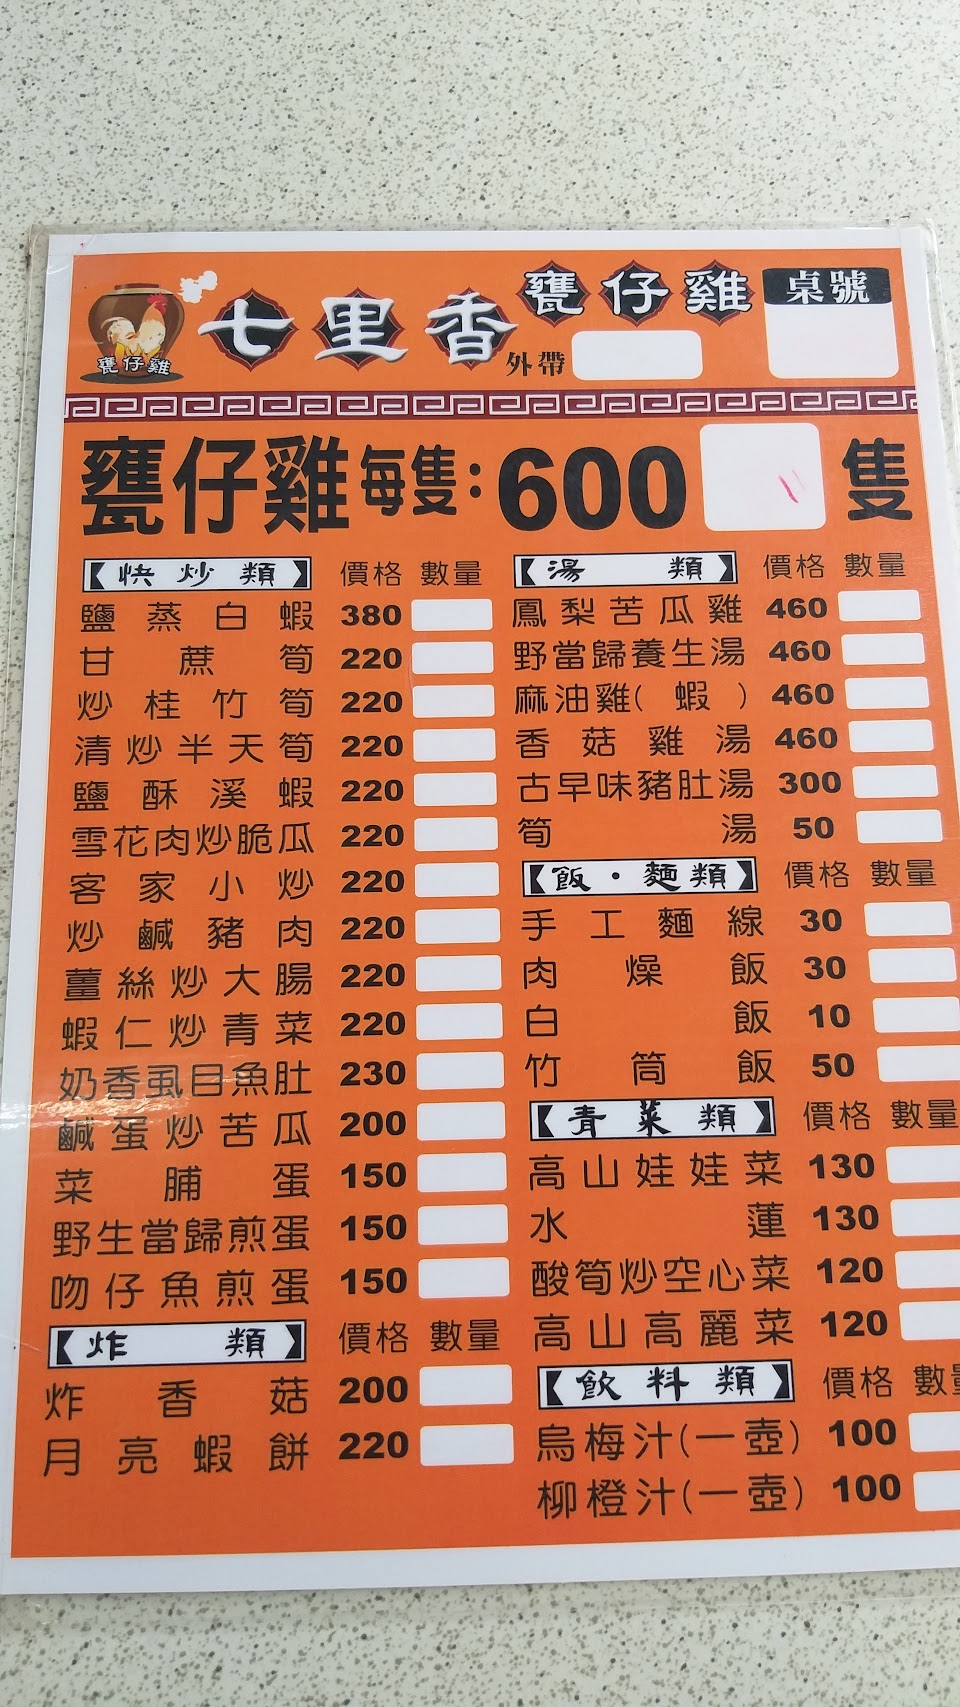 甕仔雞
七里香甕仔雞
外帶
桌號
甕仔雞每隻:600 隻
【快炒類】 價格 數量
鹽蒸白蝦 380
甘蔗筍 220
炒桂竹筍 220
清炒半天筍 220
鹽酥溪蝦 220
雪花肉炒脆瓜 220
客家小炒 220
炒鹹豬肉 220
薑絲炒大腸 220
蝦仁炒青菜 220
奶香虱目魚肚 230
鹹蛋炒苦瓜 200
菜脯蛋 150
野生當歸煎蛋 150
吻仔魚煎蛋 150
【炸類】 價格 數量
炸香菇 200
月亮蝦餅 220
【湯類】 價格 數量
鳳梨苦瓜雞 460
野當歸養生湯 460
麻油雞(蝦) 460
香菇雞湯 460
古早味豬肚湯 300
筍湯 50
【飯・麵類】 價格 數量
手工麵線 30
肉燥飯 30
白飯 10
竹筒飯 50
【青菜類】 價格 數量
高山娃娃菜 130
水蓮 130
酸筍炒空心菜 120
高山高麗菜 120
【飲料類】 價格 數量
烏梅汁(一壺) 100
柳橙汁(一壺) 100